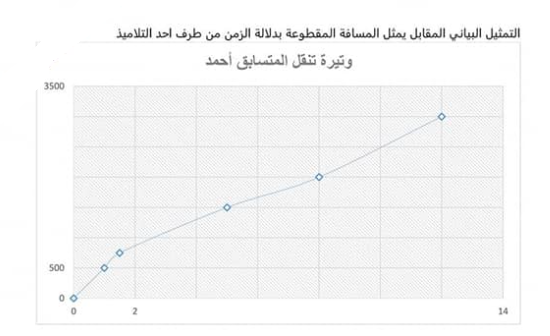 التمثيل البياني المقابل يمثل المسافة المقطوعة بدلالة الزمن من طرف احد التلاميذ
وتيرة تنقل المتسابق أحمد
3500
500
0
0 2 14